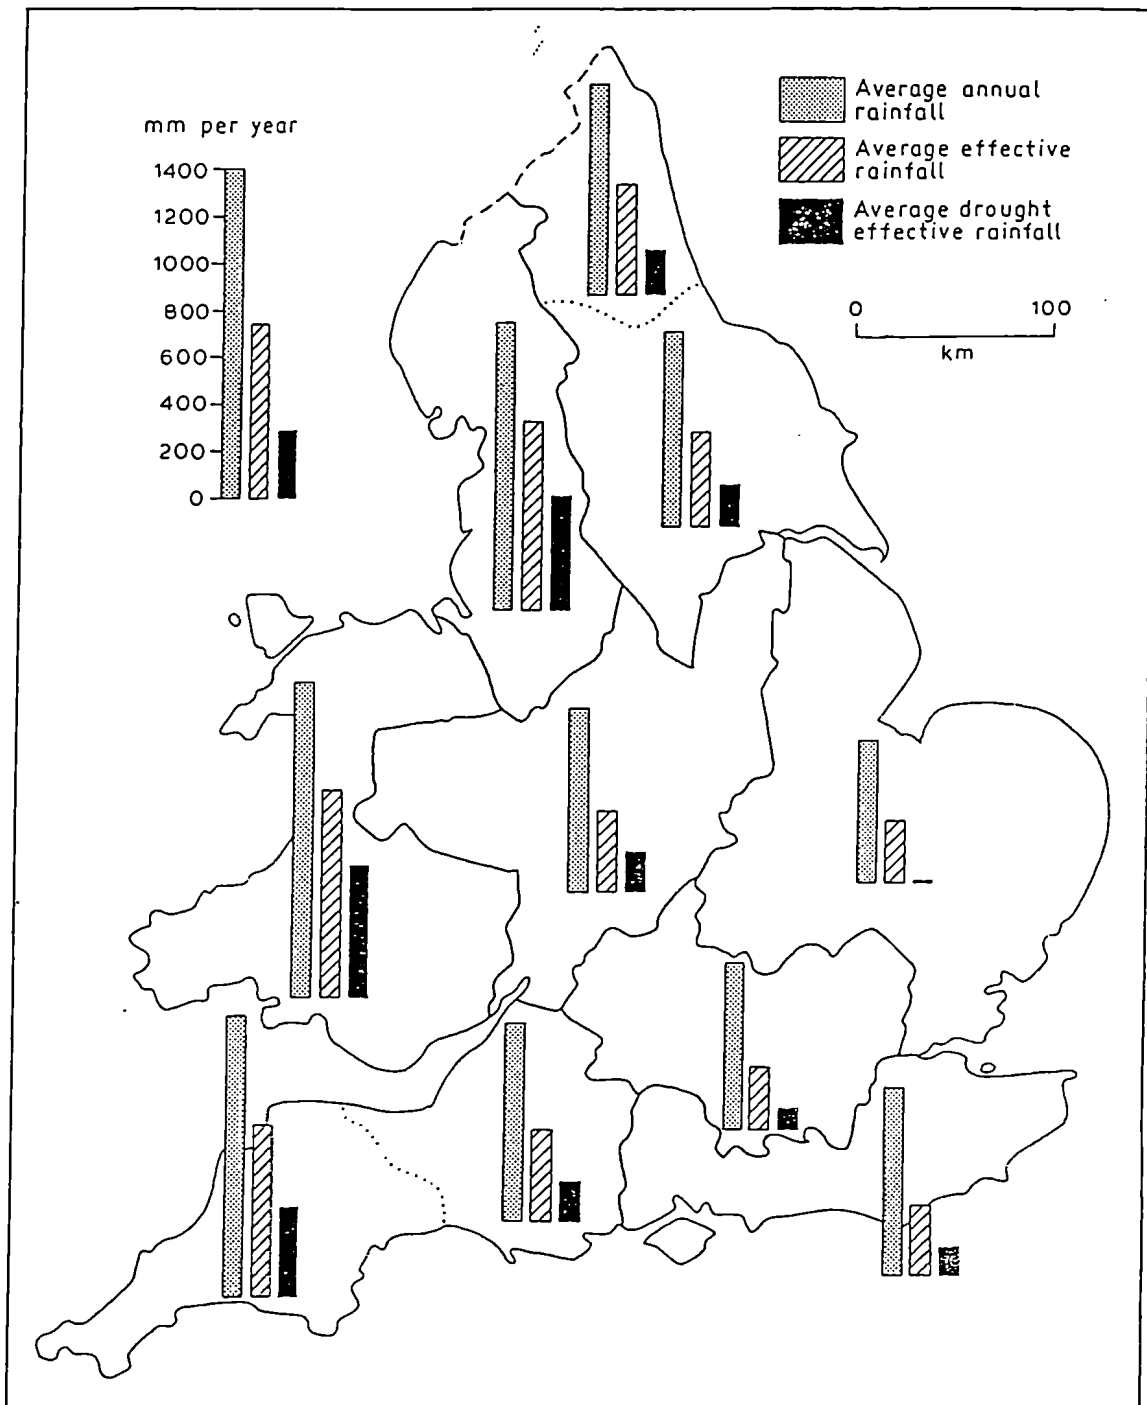 mm per year
1400
1200
1000
800
600
400
200
0
Average annual
rainfall
Average effective
rainfall
Average drought
effective rainfall
0 100
km